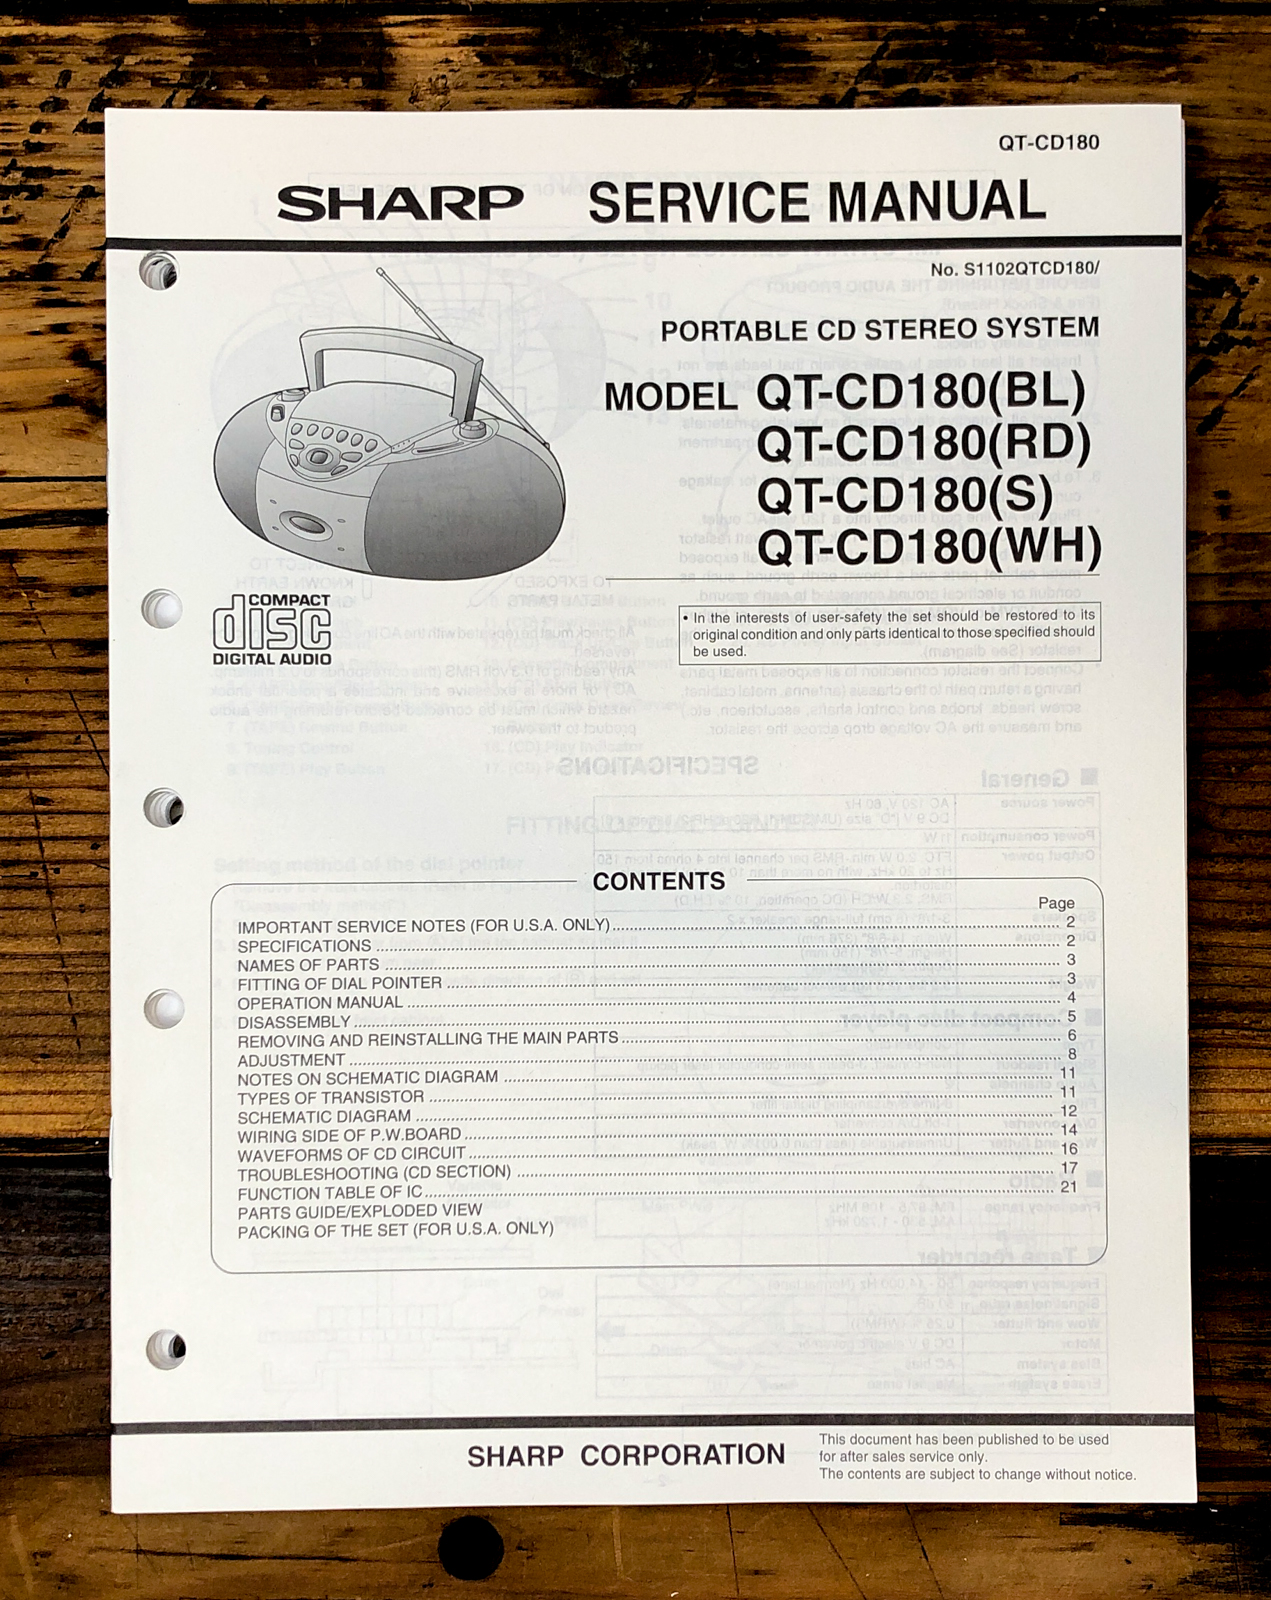 QT-CD180
SHARP SERVICE MANUAL
No. S1102QTCD180/
PORTABLE CD STEREO SYSTEM
MODEL QT-CD180(BL)
QT-CD180(RD)
QT-CD180(S)
QT-CD180(WH)
COMPACT
disc
DIGITAL AUDIO
• In the interests of user-safety the set should be restored to its
original condition and only parts identical to those specified should
be used.
CONTENTS
Page
IMPORTANT SERVICE NOTES (FOR U.S.A. ONLY) 2
SPECIFICATIONS 2
NAMES OF PARTS 3
FITTING OF DIAL POINTER 3
OPERATION MANUAL 4
DISASSEMBLY 5
REMOVING AND REINSTALLING THE MAIN PARTS 6
ADJUSTMENT 8
NOTES ON SCHEMATIC DIAGRAM 11
TYPES OF TRANSISTOR 11
SCHEMATIC DIAGRAM 12
WIRING SIDE OF P.W.BOARD 14
WAVEFORMS OF CD CIRCUIT 16
TROUBLESHOOTING (CD SECTION) 17
FUNCTION TABLE OF IC 21
PARTS GUIDE/EXPLODED VIEW
PACKING OF THE SET (FOR U.S.A. ONLY)
SHARP CORPORATION
This document has been published to be used
for after sales service only.
The contents are subject to change without notice.